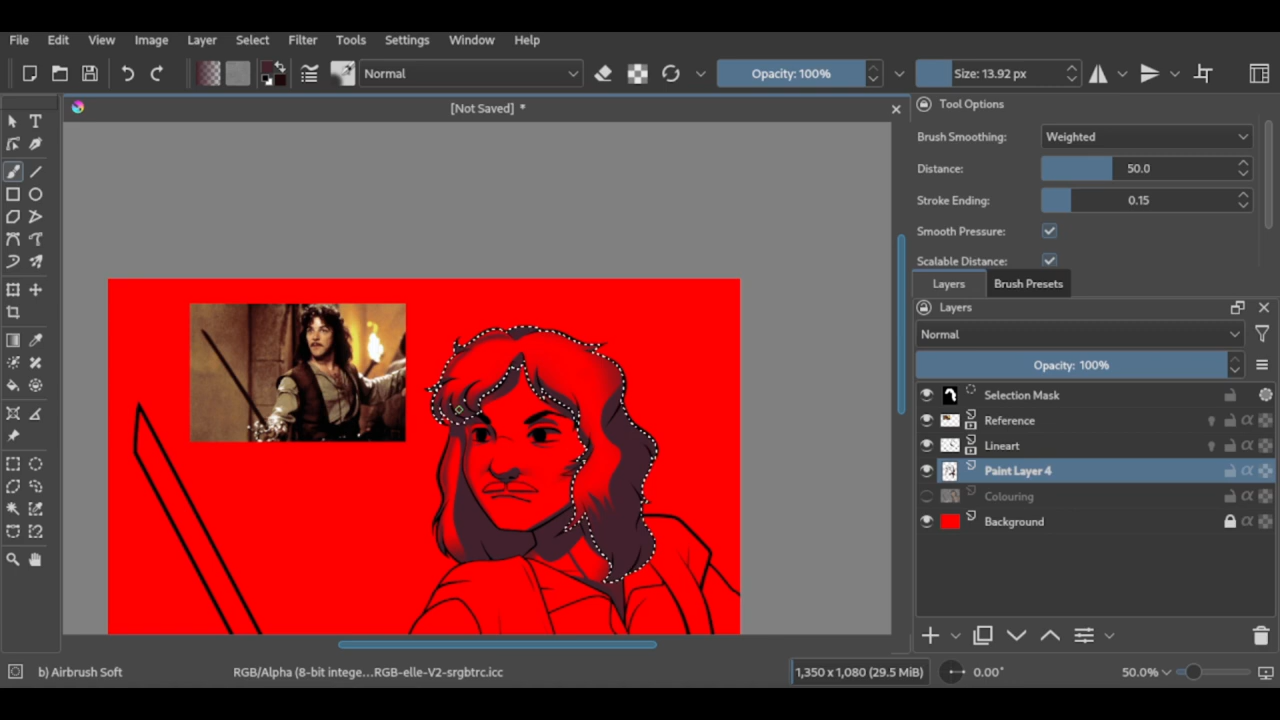 File Edit View Image Layer Select Filter Tools Settings Window Help
Normal Opacity: 100% Size: 13.92 px
[Not Saved] *
Tool Options
Brush Smoothing: Weighted
Distance: 50.0
Stroke Ending: 0.15
Smooth Pressure:
Scalable Distance:
Layers Brush Presets
Layers
Normal
Opacity: 100%
Selection Mask
Reference
Lineart
Paint Layer 4
Colouring
Background
b) Airbrush Soft RGB/Alpha (8-bit intege...RGB-elle-V2-srgbtrc.icc 1,350 x 1,080 (29.5 MiB) 0.00° 50.0%